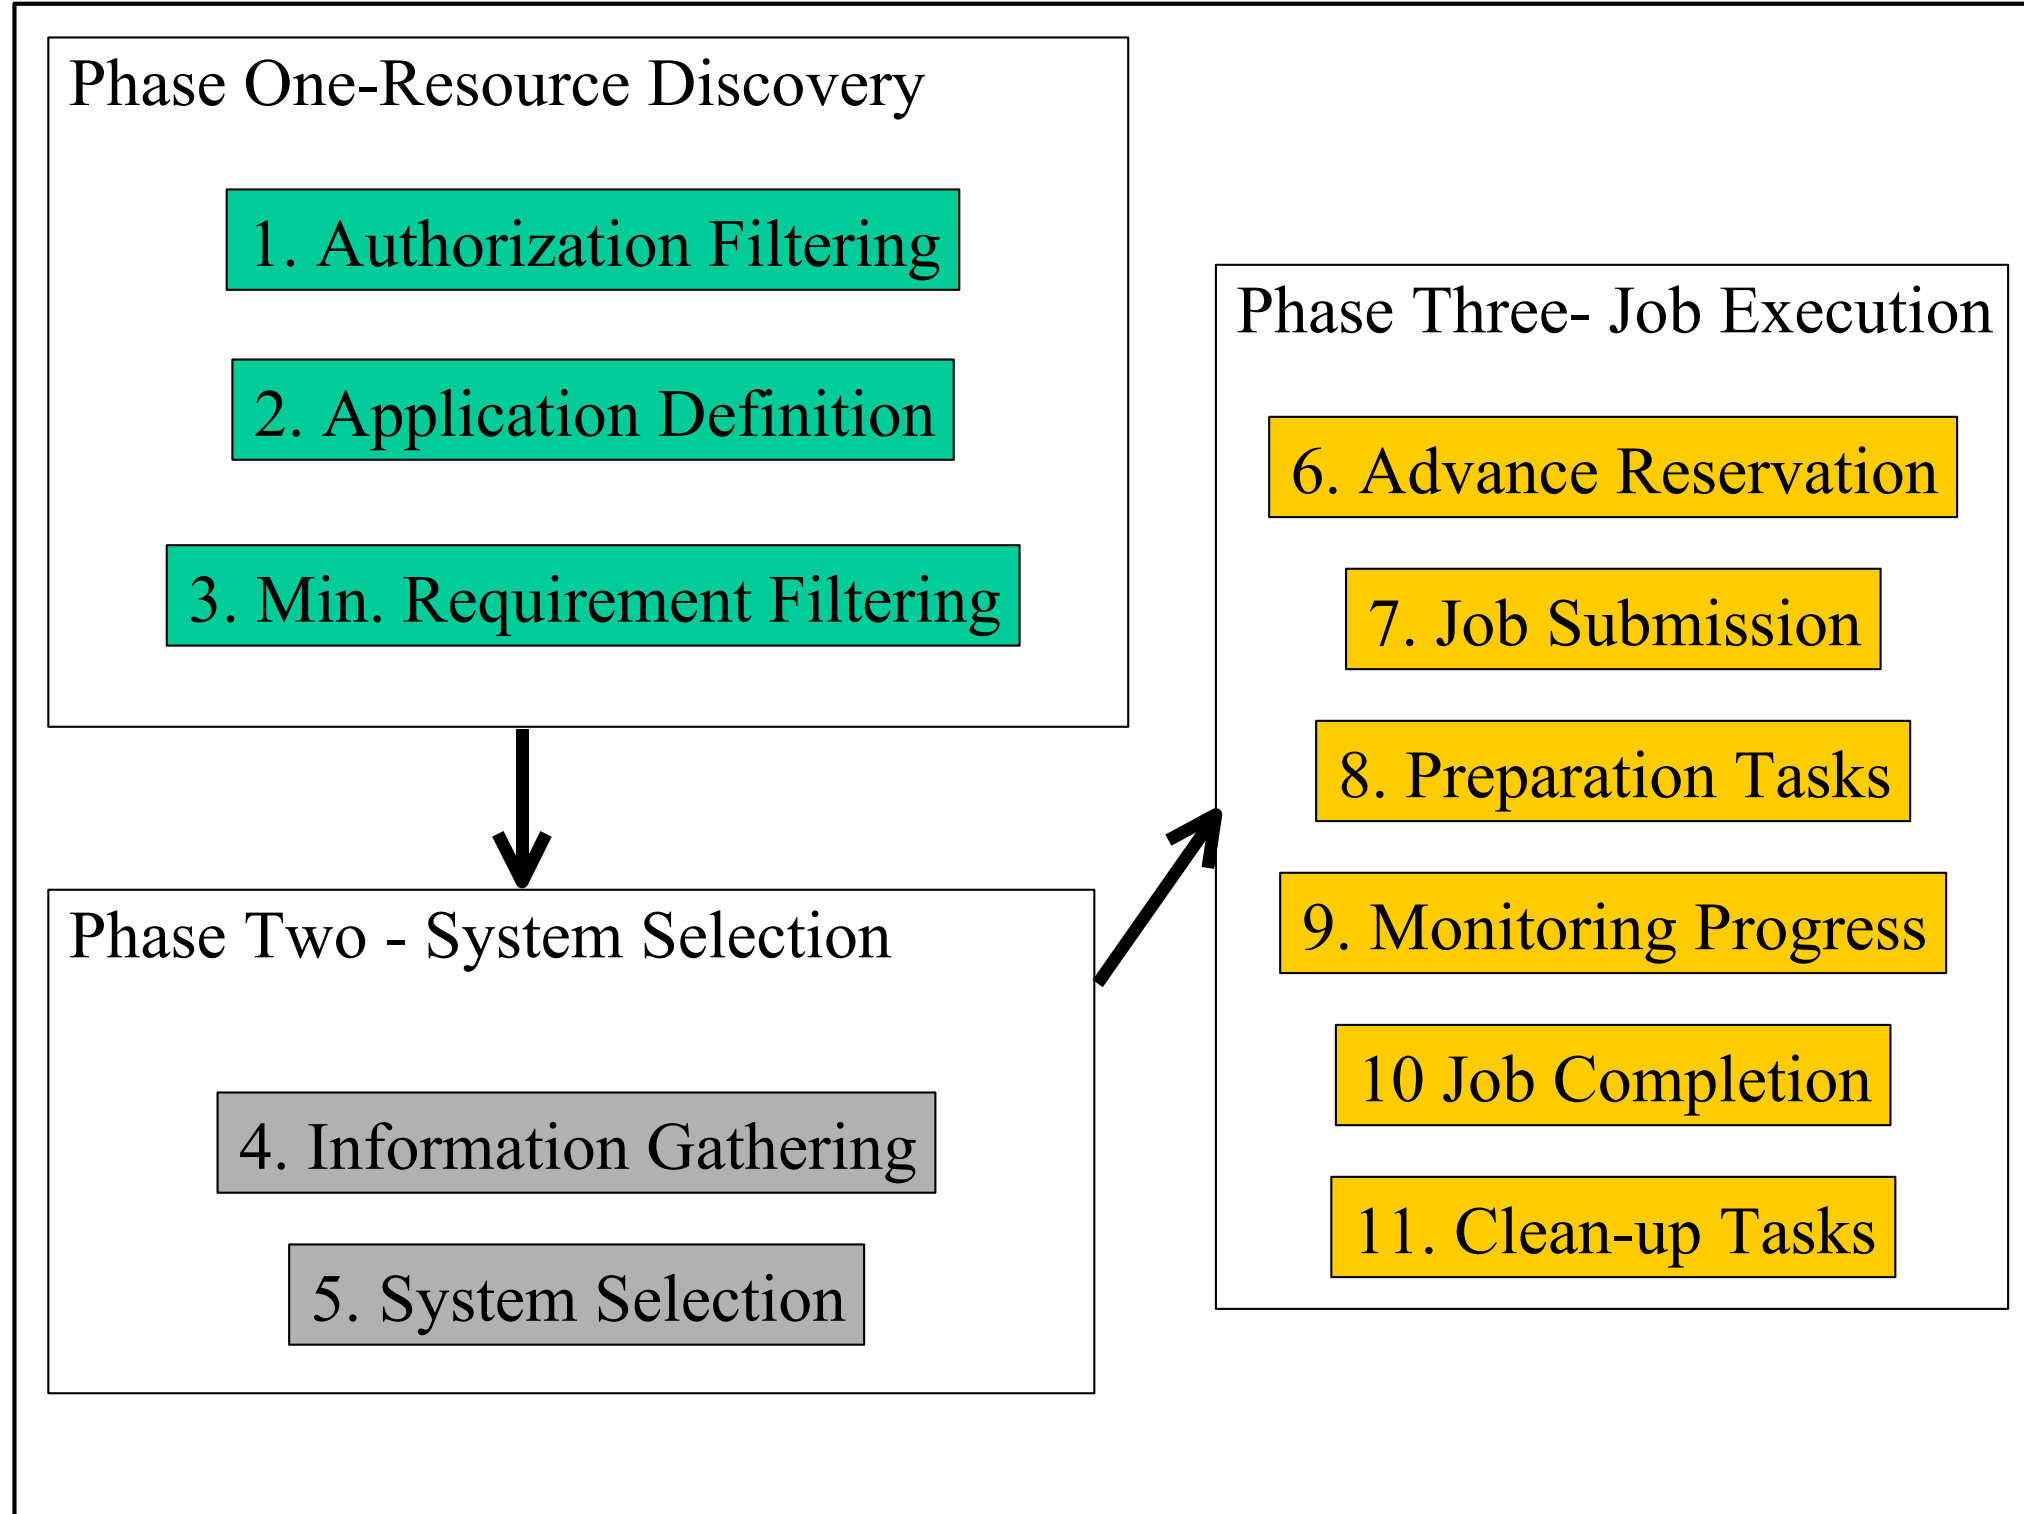 Phase One-Resource Discovery
1. Authorization Filtering
2. Application Definition
3. Min. Requirement Filtering
Phase Two - System Selection
4. Information Gathering
5. System Selection
Phase Three- Job Execution
6. Advance Reservation
7. Job Submission
8. Preparation Tasks
9. Monitoring Progress
10 Job Completion
11. Clean-up Tasks